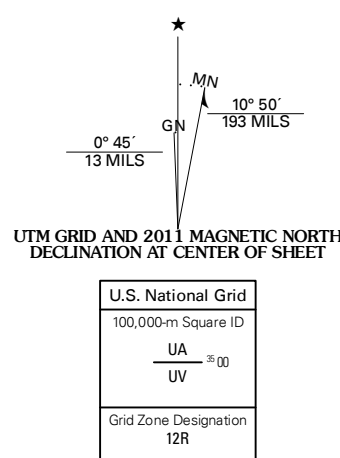 ★
MN
GN
10° 50´
193 MILS
0° 45´
13 MILS
UTM GRID AND 2011 MAGNETIC NORTH
DECLINATION AT CENTER OF SHEET
U.S. National Grid
100,000-m Square ID
UA
3500
UV
Grid Zone Designation
12R